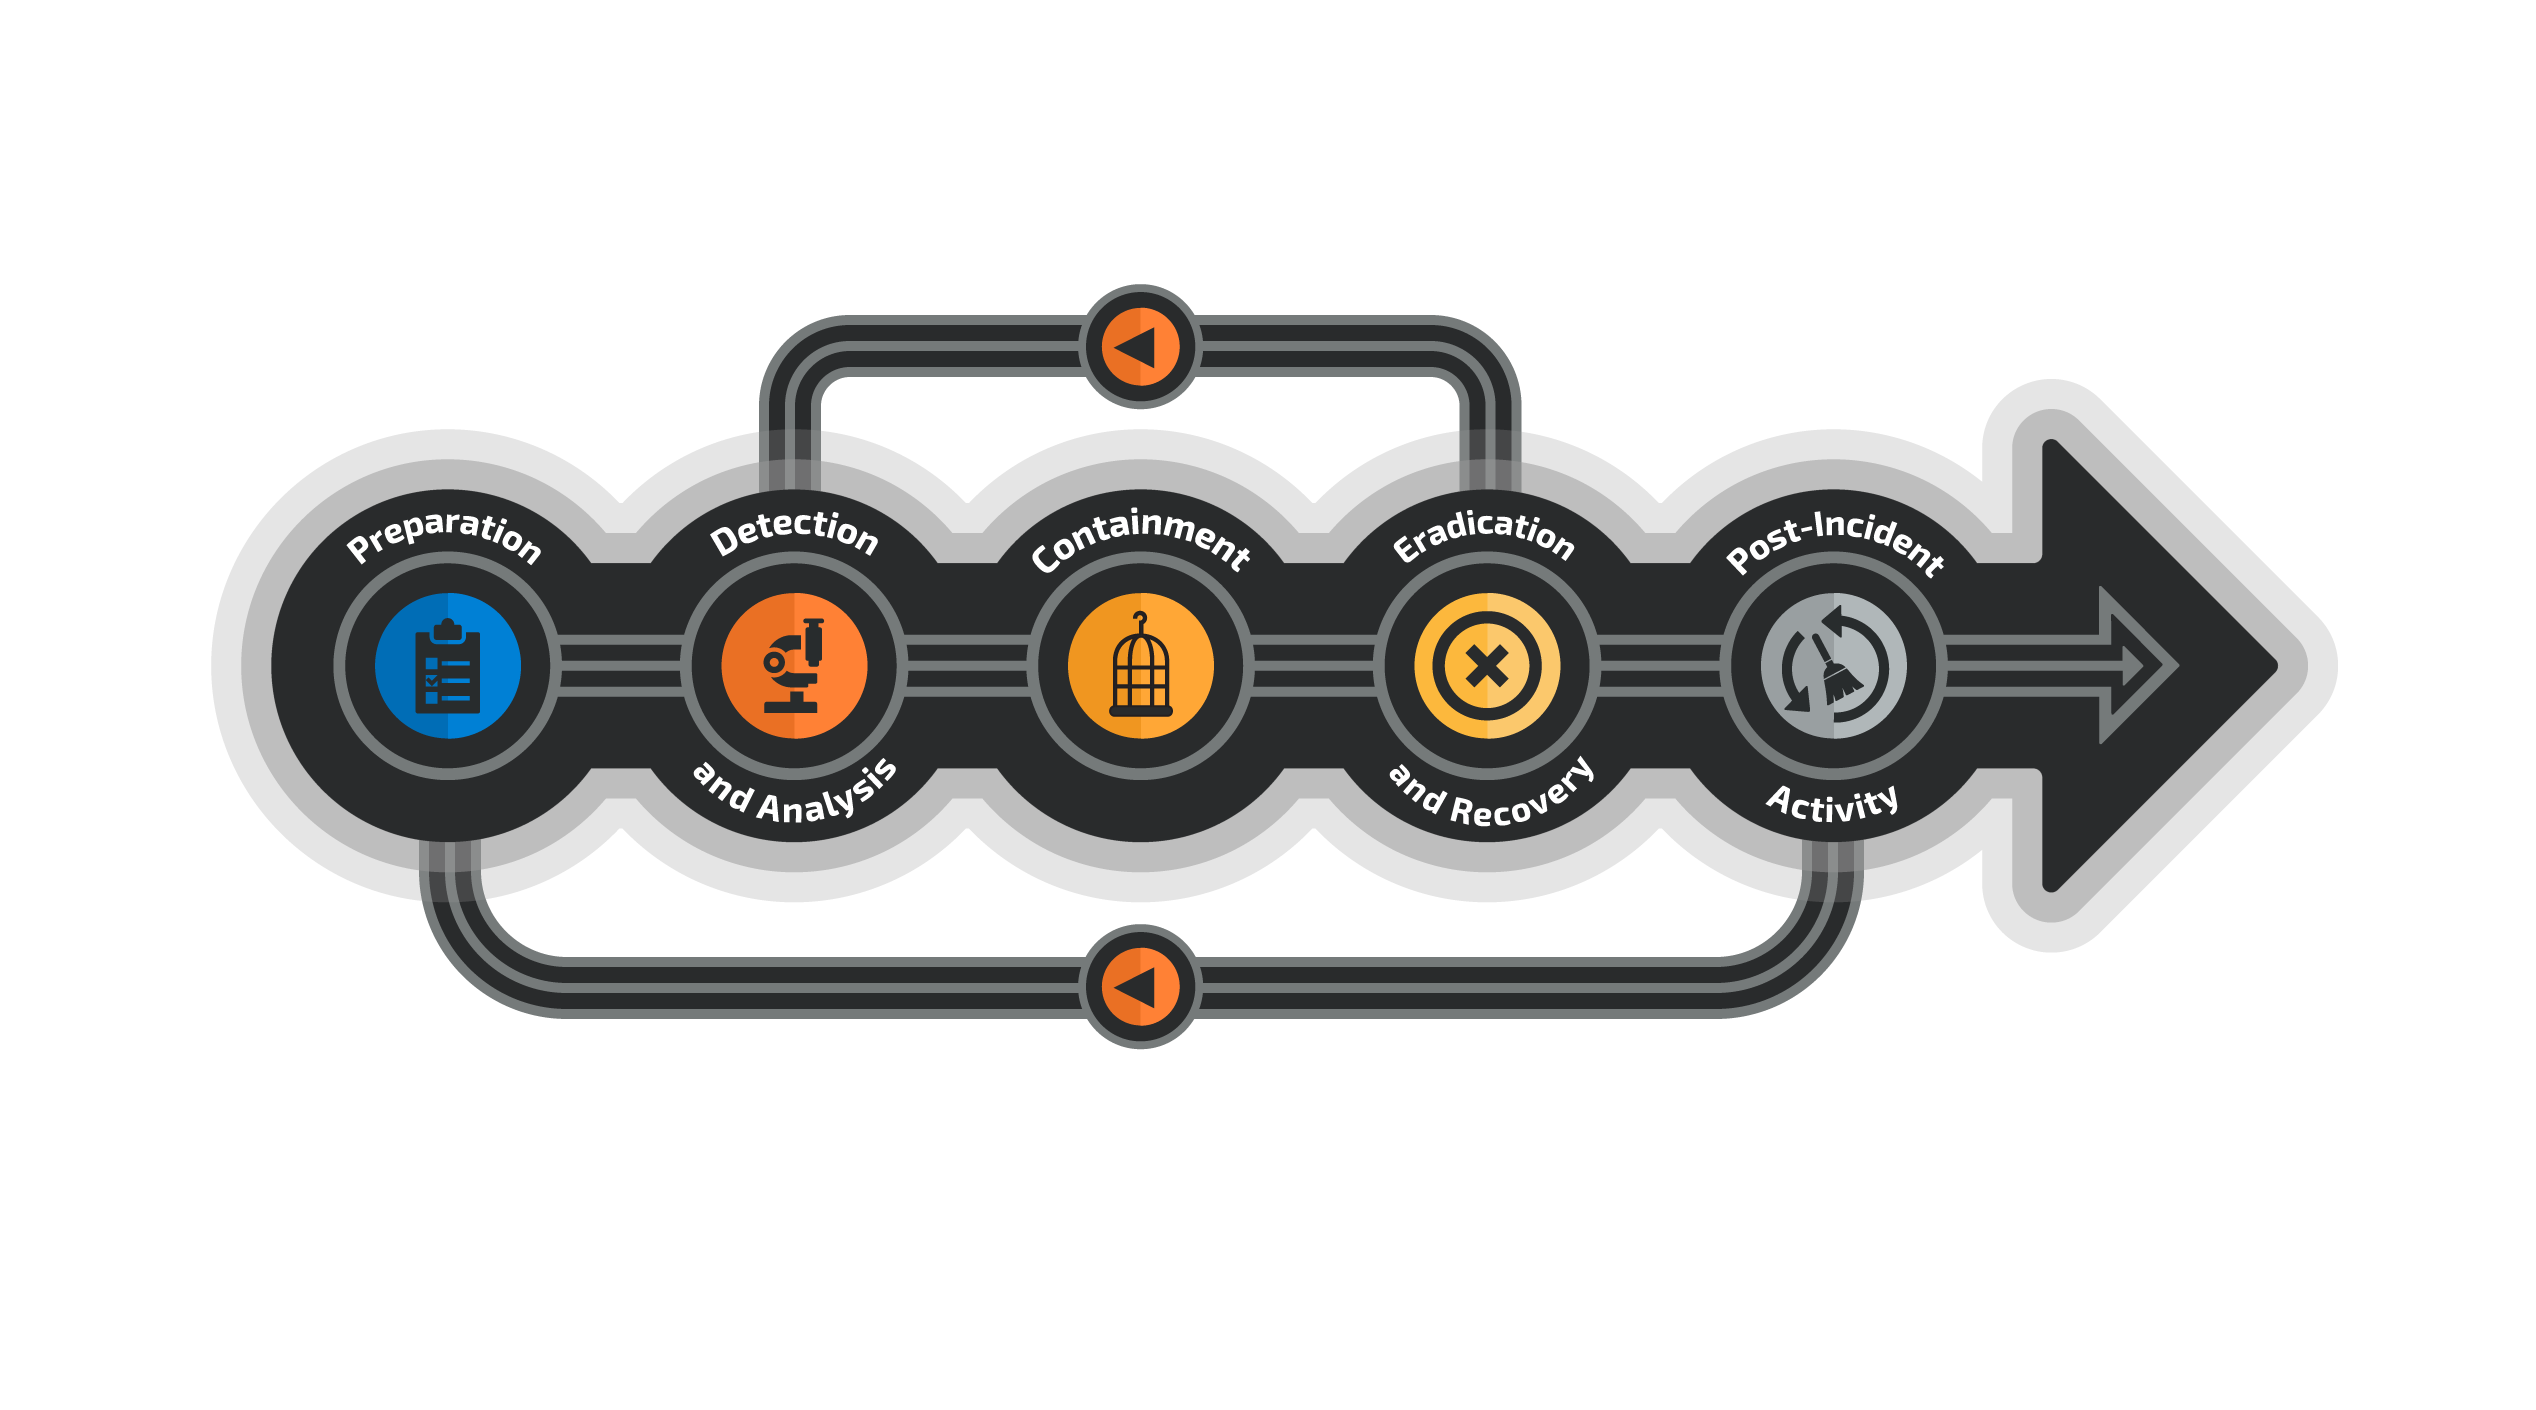 Preparation
Detection
and Analysis
Containment
Eradication
and Recovery
Post-Incident
Activity